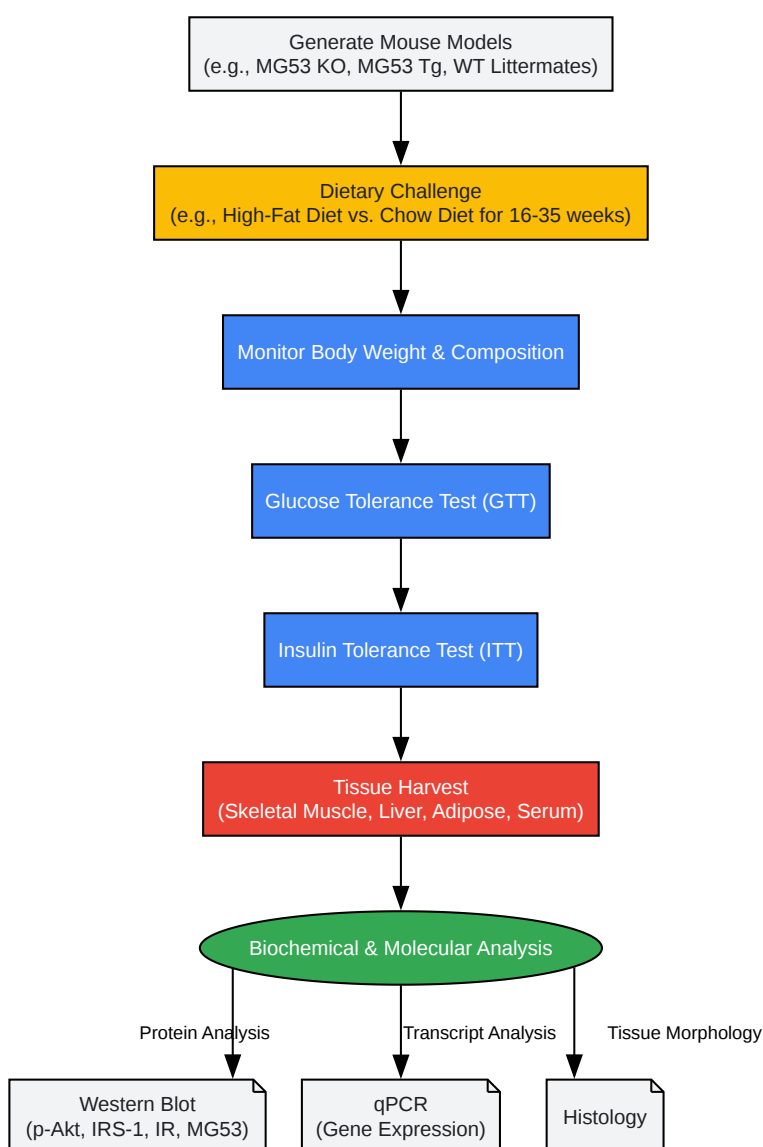 Generate Mouse Models
(e.g., MG53 KO, MG53 Tg, WT Littermates)
Dietary Challenge
(e.g., High-Fat Diet vs. Chow Diet for 16-35 weeks)
Monitor Body Weight & Composition
Glucose Tolerance Test (GTT)
Insulin Tolerance Test (ITT)
Tissue Harvest
(Skeletal Muscle, Liver, Adipose, Serum)
Biochemical & Molecular Analysis
Protein Analysis
Transcript Analysis
Tissue Morphology
Western Blot
(p-Akt, IRS-1, IR, MG53)
qPCR
(Gene Expression)
Histology